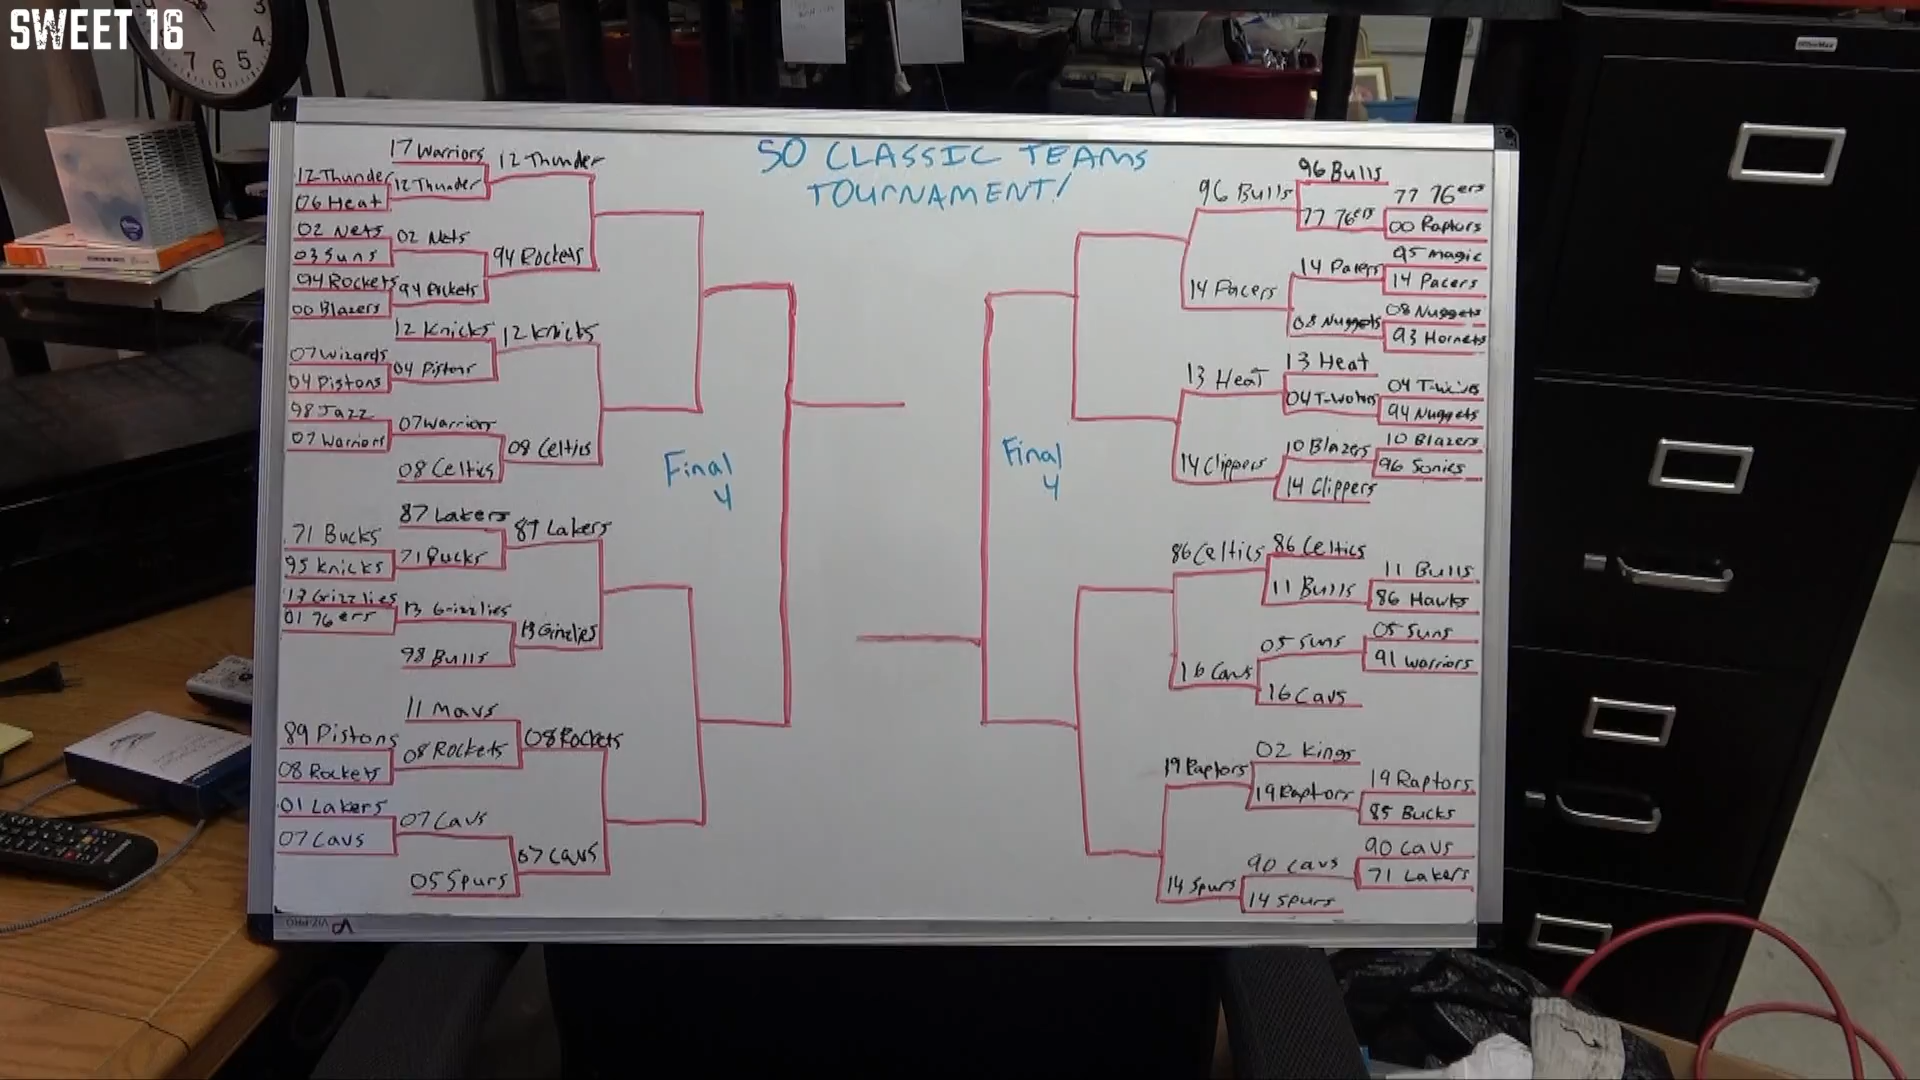 SWEET 16
3
4
5
6
7
OfficeMax
50 CLASSIC TEAMS
TOURNAMENT!
17 Warriors
12 Thunder
12 Thunder
12 Thunder
06 Heat
02 Nets
02 Nets
03 Suns
94 Rockets
94 Rockets
94 Rockets
00 Blazers
12 Knicks
12 Knicks
07 Wizards
04 Pistons
04 Pistons
98 Jazz
07 Warriors
07 Warriors
08 Celtics
08 Celtics
Final
4
87 Lakers
87 Lakers
71 Bucks
71 Bucks
95 Knicks
13 Grizzlies
13 Grizzlies
01 76ers
13 Grizzlies
98 Bulls
11 Mavs
89 Pistons
08 Rockets
08 Rockets
08 Rockets
01 Lakers
07 Cavs
07 Cavs
07 Cavs
05 Spurs
96 Bulls
96 Bulls
77 76ers
77 76ers
00 Raptors
95 Magic
14 Pacers
14 Pacers
14 Pacers
08 Nuggets
08 Nuggets
93 Hornets
13 Heat
13 Heat
04 T-Wolves
04 T-Wolves
94 Nuggets
10 Blazers
10 Blazers
96 Sonics
14 Clippers
14 Clippers
Final
4
86 Celtics
86 Celtics
11 Bulls
11 Bulls
86 Hawks
05 Suns
05 Suns
91 Warriors
16 Cavs
16 Cavs
02 Kings
19 Raptors
19 Raptors
19 Raptors
85 Bucks
90 Cavs
90 Cavs
71 Lakers
14 Spurs
14 Spurs